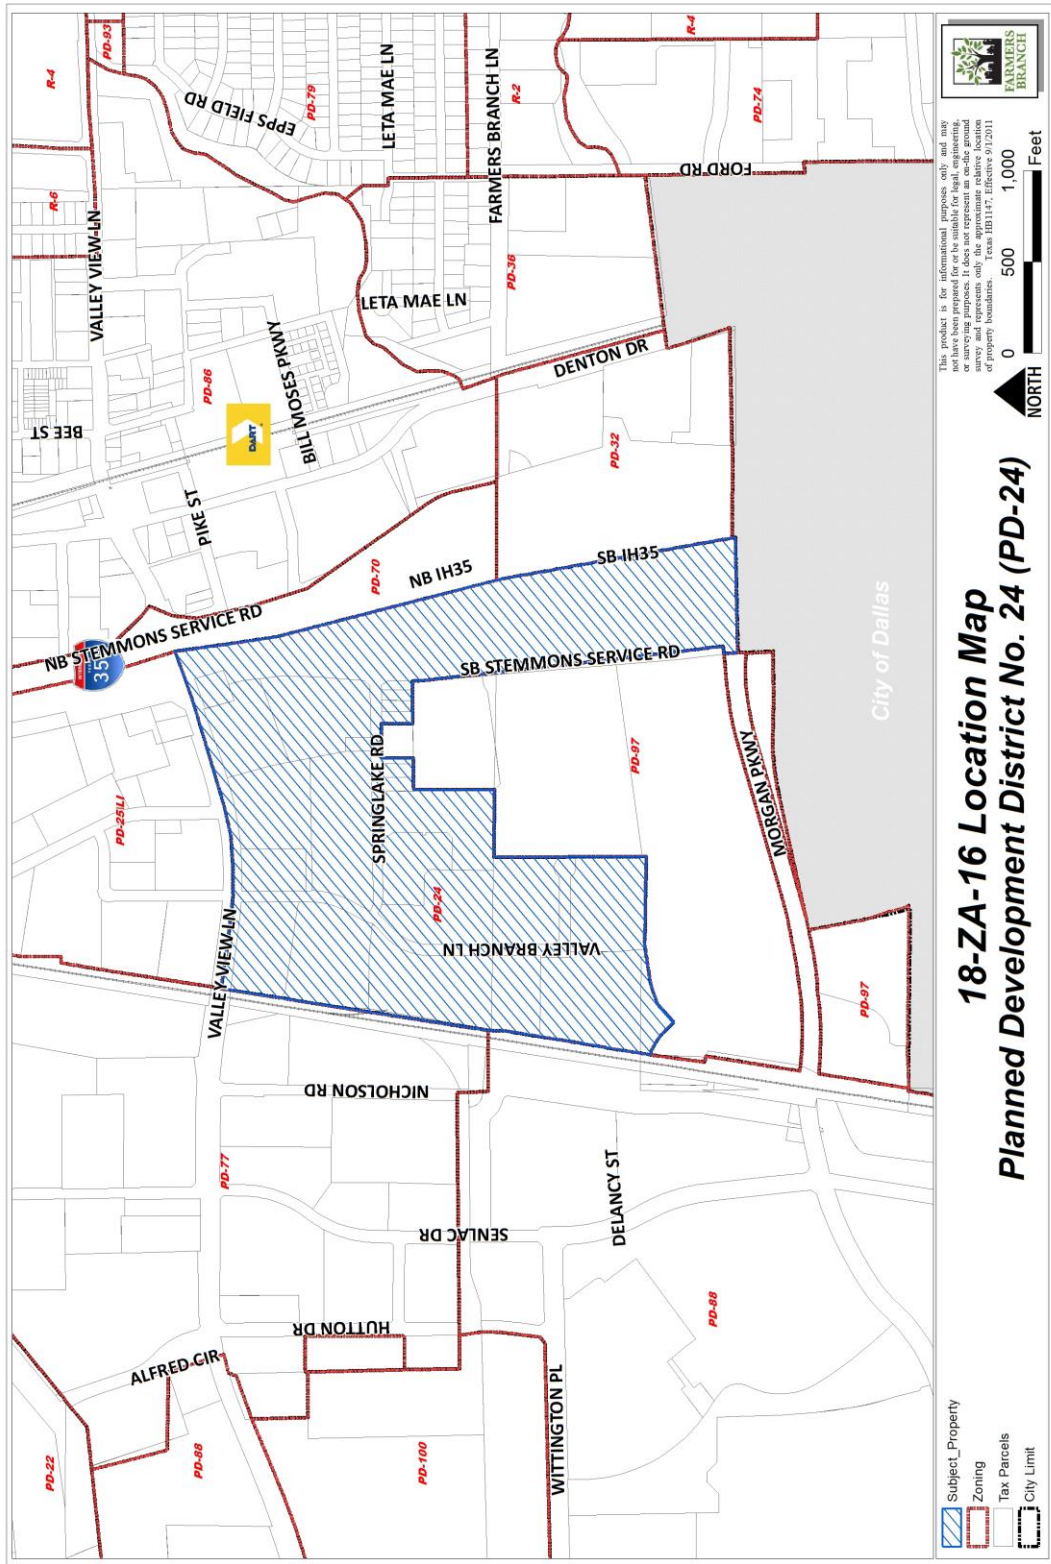 R-4
PD-93
R-6
VALLEY VIEW LN
EPPS FIELD RD
PD-79
LETA MAE LN
R-2
FARMERS BRANCH LN
R-4
PD-74
FORD RD
BEE ST
PD-86
DART
BILL MOSES PKWY
LETA MAE LN
PD-36
DENTON DR
PIKE ST
PD-32
NB STEMMONS SERVICE RD
35
PD-70
NB IH35
SB IH35
SB STEMMONS SERVICE RD
City of Dallas
PD-25/LI
SPRINGLAKE RD
PD-97
MORGAN PKWY
PD-24
VALLEY VIEW LN
VALLEY BRANCH LN
PD-97
NICHOLSON RD
PD-77
SENLAC DR
DELANCY ST
HUTTON DR
PD-88
ALFRED CIR
PD-22
PD-88
PD-100
WITTINGTON PL
Subject_Property
Zoning
Tax Parcels
City Limit
18-ZA-16 Location Map
Planned Development District No. 24 (PD-24)
NORTH
0 500 1,000
Feet
This product is for informational purposes only and may
not have been prepared for or be suitable for legal, engineering,
or surveying purposes. It does not represent an on-the ground
survey and represents only the approximate relative location
of property boundaries. Texas HB1147, Effective 9/1/2011
FARMERS
BRANCH